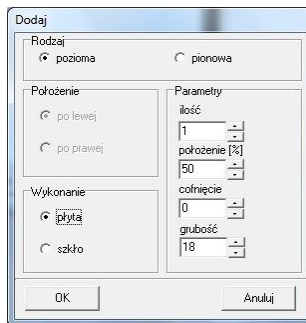 Dodaj
Rodzaj
pozioma
pionowa
Położenie
po lewej
po prawej
Parametry
ilość
1
położenie [%]
50
cofnięcie
0
grubość
18
Wykonanie
płyta
szkło
OK
Anuluj